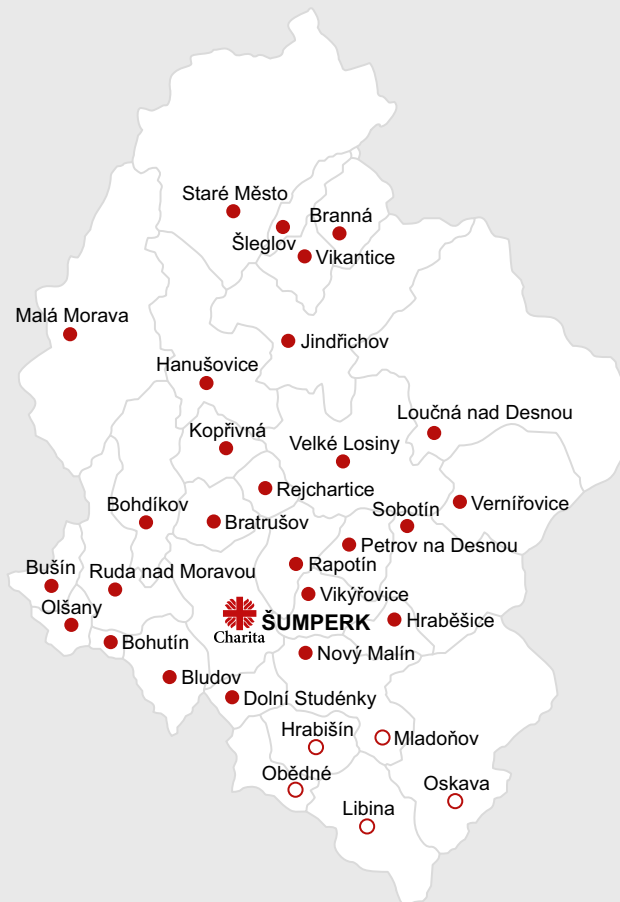 Staré Město
Branná
Šleglov
Vikantice
Malá Morava
Jindřichov
Hanušovice
Loučná nad Desnou
Kopřivná
Velké Losiny
Rejchartice
Vernířovice
Bohdíkov
Sobotín
Bratrušov
Petrov na Desnou
Bušín
Ruda nad Moravou
Rapotín
Vikýřovice
Olšany
ŠUMPERK
Hraběšice
Charita
Bohutín
Nový Malín
Bludov
Dolní Studénky
Hrabišín
Mladoňov
Obědné
Oskava
Libina